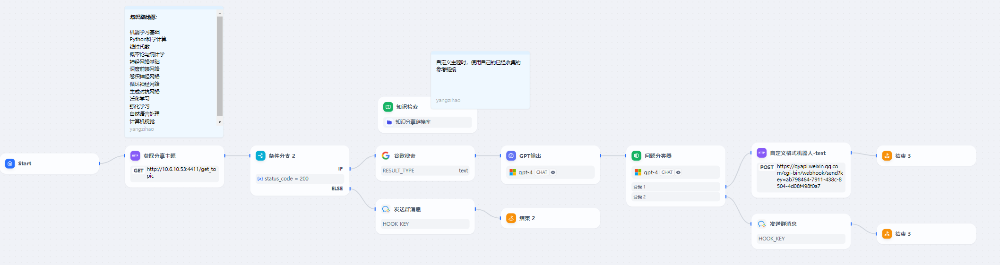 知识路线图：
机器学习基础
Python科学计算
线性代数
概率论与统计学
神经网络基础
深度前馈网络
卷积神经网络
循环神经网络
生成对抗网络
迁移学习
强化学习
自然语言处理
计算机视觉
yangzihao
自定义主题时，使用自己的已经收集的
参考链接
yangzihao
知识检索
知识分享链接库
Start
HTTP 获取分享主题
GET http://10.6.10.53:4411/get_to
pic
条件分支 2
IF
{x} status_code = 200
ELSE
谷歌搜索
RESULT_TYPE text
发送群消息
HOOK_KEY
GPT输出
gpt-4 CHAT
结束 2
问题分类器
gpt-4 CHAT
分类 1
分类 2
HTTP 自定义格式机器人-test
POST https://qyapi.weixin.qq.co
m/cgi-bin/webhook/send?k
ey=ab798464-7911-438c-8
504-4d08f498f0a7
发送群消息
HOOK_KEY
结束 3
结束 3